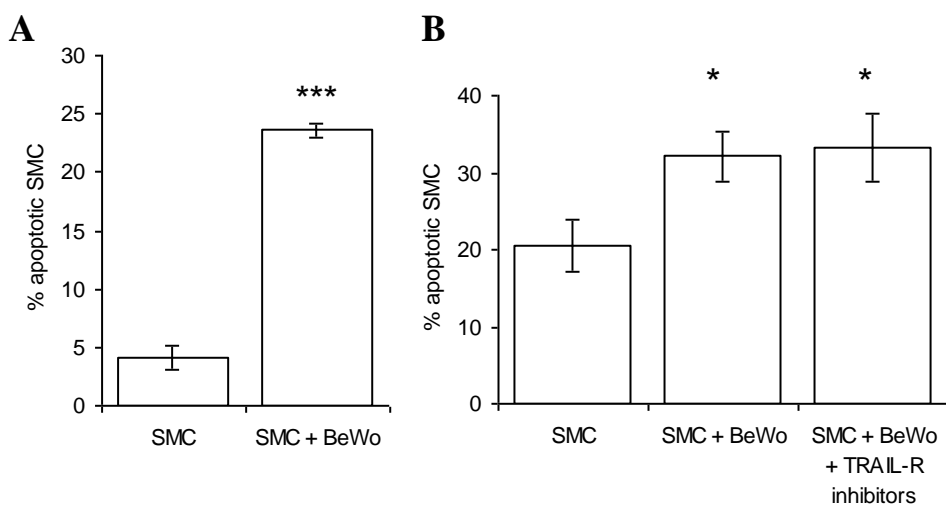 A
30
25
20
15
10
5
0
% apoptotic SMC
***
SMC
SMC + BeWo
B
40
30
20
10
0
% apoptotic SMC
*
*
SMC
SMC + BeWo
SMC + BeWo
+ TRAIL-R
inhibitors